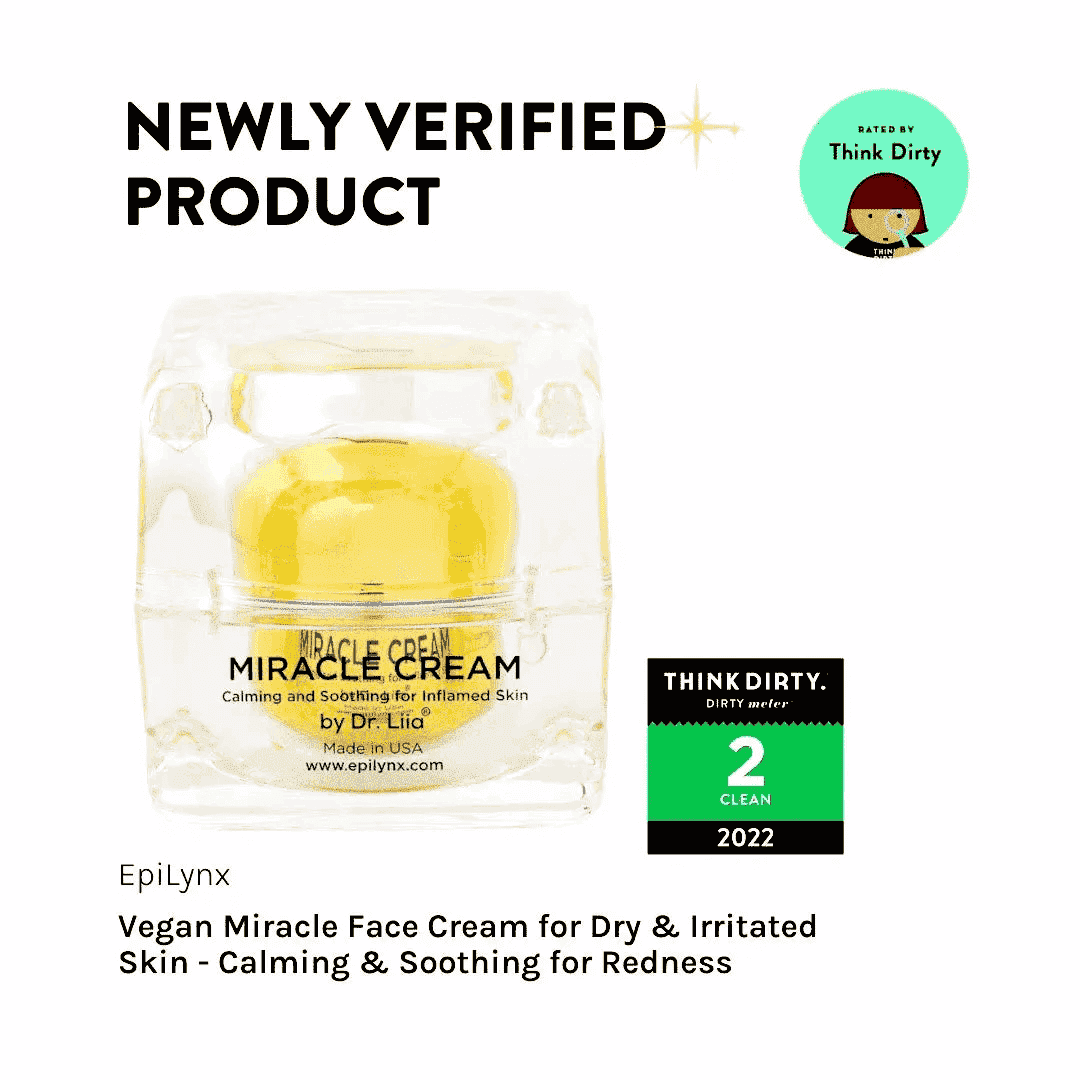 NEWLY VERIFIED
PRODUCT
RATED BY
Think Dirty
MIRACLE CREAM
MIRACLE CREAM
Calming and Soothing for Inflamed Skin
by Dr. Liia®
Made in USA
www.epilynx.com
THINK DIRTY.
DIRTY meter
2
CLEAN
2022
EpiLynx
Vegan Miracle Face Cream for Dry & Irritated
Skin - Calming & Soothing for Redness